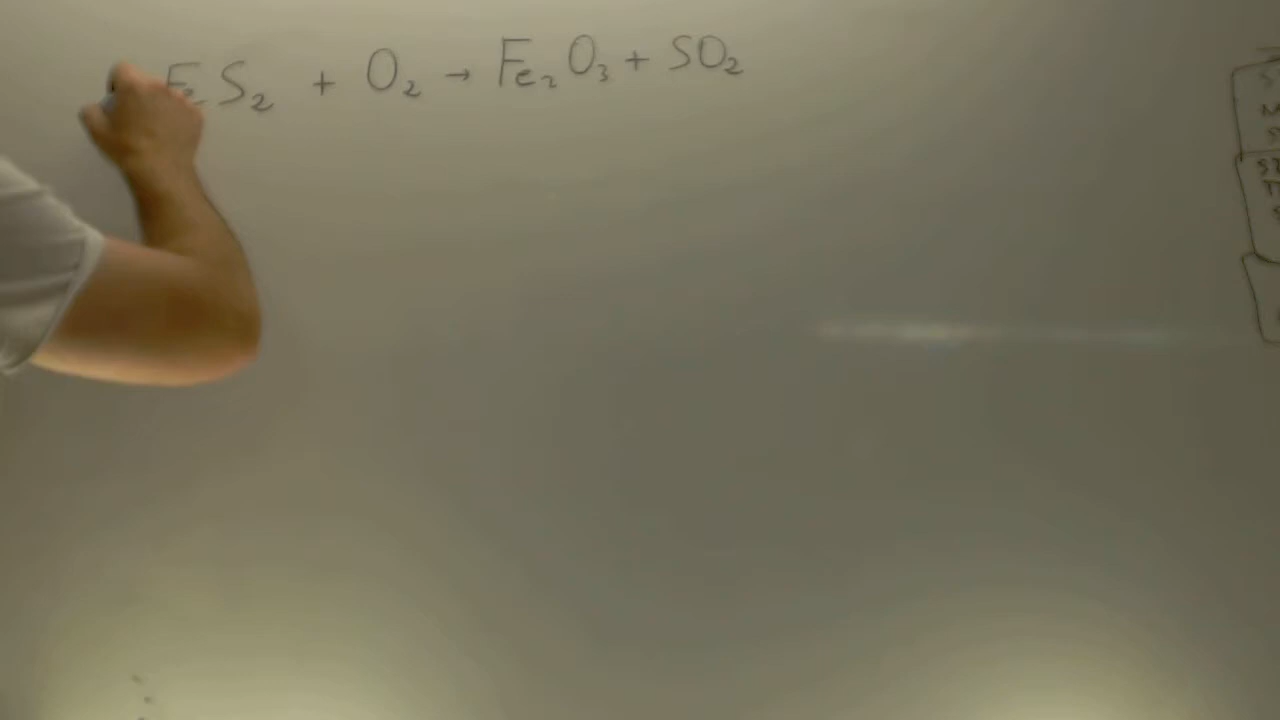 FeS₂ + O₂ → Fe₂O₃ + SO₂